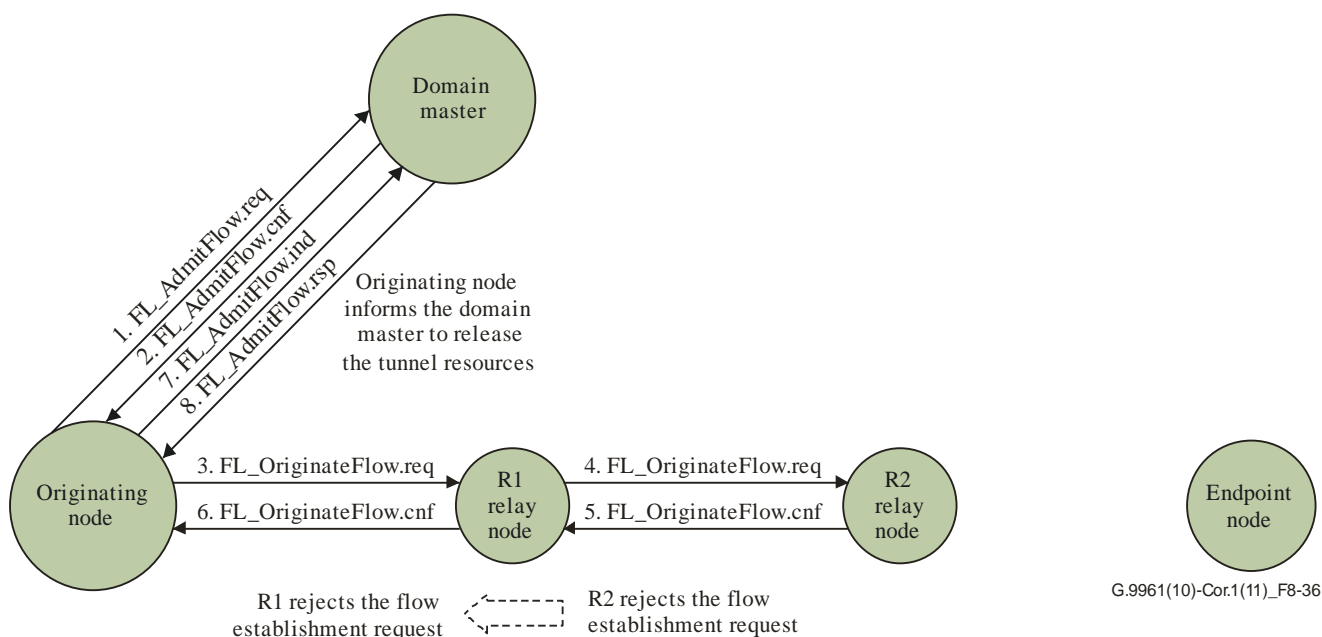 Domain
master
1. FL_AdmitFlow.req
2. FL_AdmitFlow.cnf
7. FL_AdmitFlow.ind
8. FL_AdmitFlow.rsp
Originating node
informs the domain
master to release
the tunnel resources
Originating
node
3. FL_OriginateFlow.req
6. FL_OriginateFlow.cnf
R1
relay
node
4. FL_OriginateFlow.req
5. FL_OriginateFlow.cnf
R2
relay
node
Endpoint
node
G.9961(10)-Cor.1(11)_F8-36
R1 rejects the flow
establishment request
R2 rejects the flow
establishment request